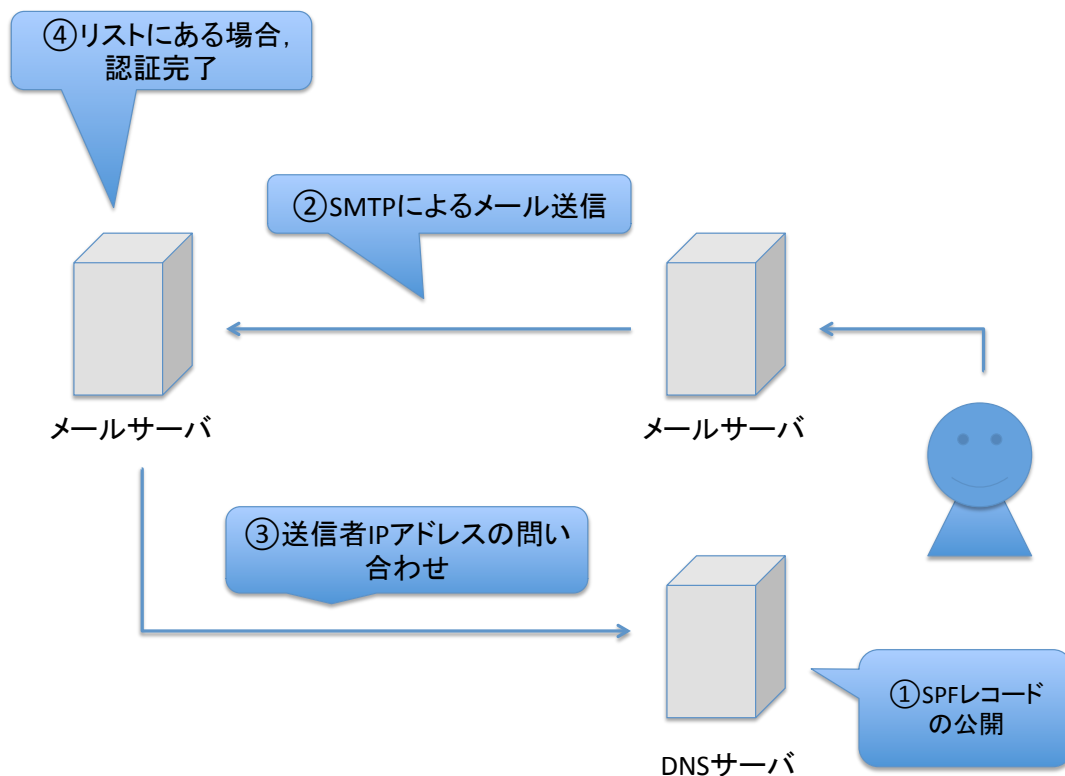 ④リストにある場合，
認証完了
②SMTPによるメール送信
メールサーバ
メールサーバ
③送信者IPアドレスの問い
合わせ
①SPFレコード
の公開
DNSサーバ